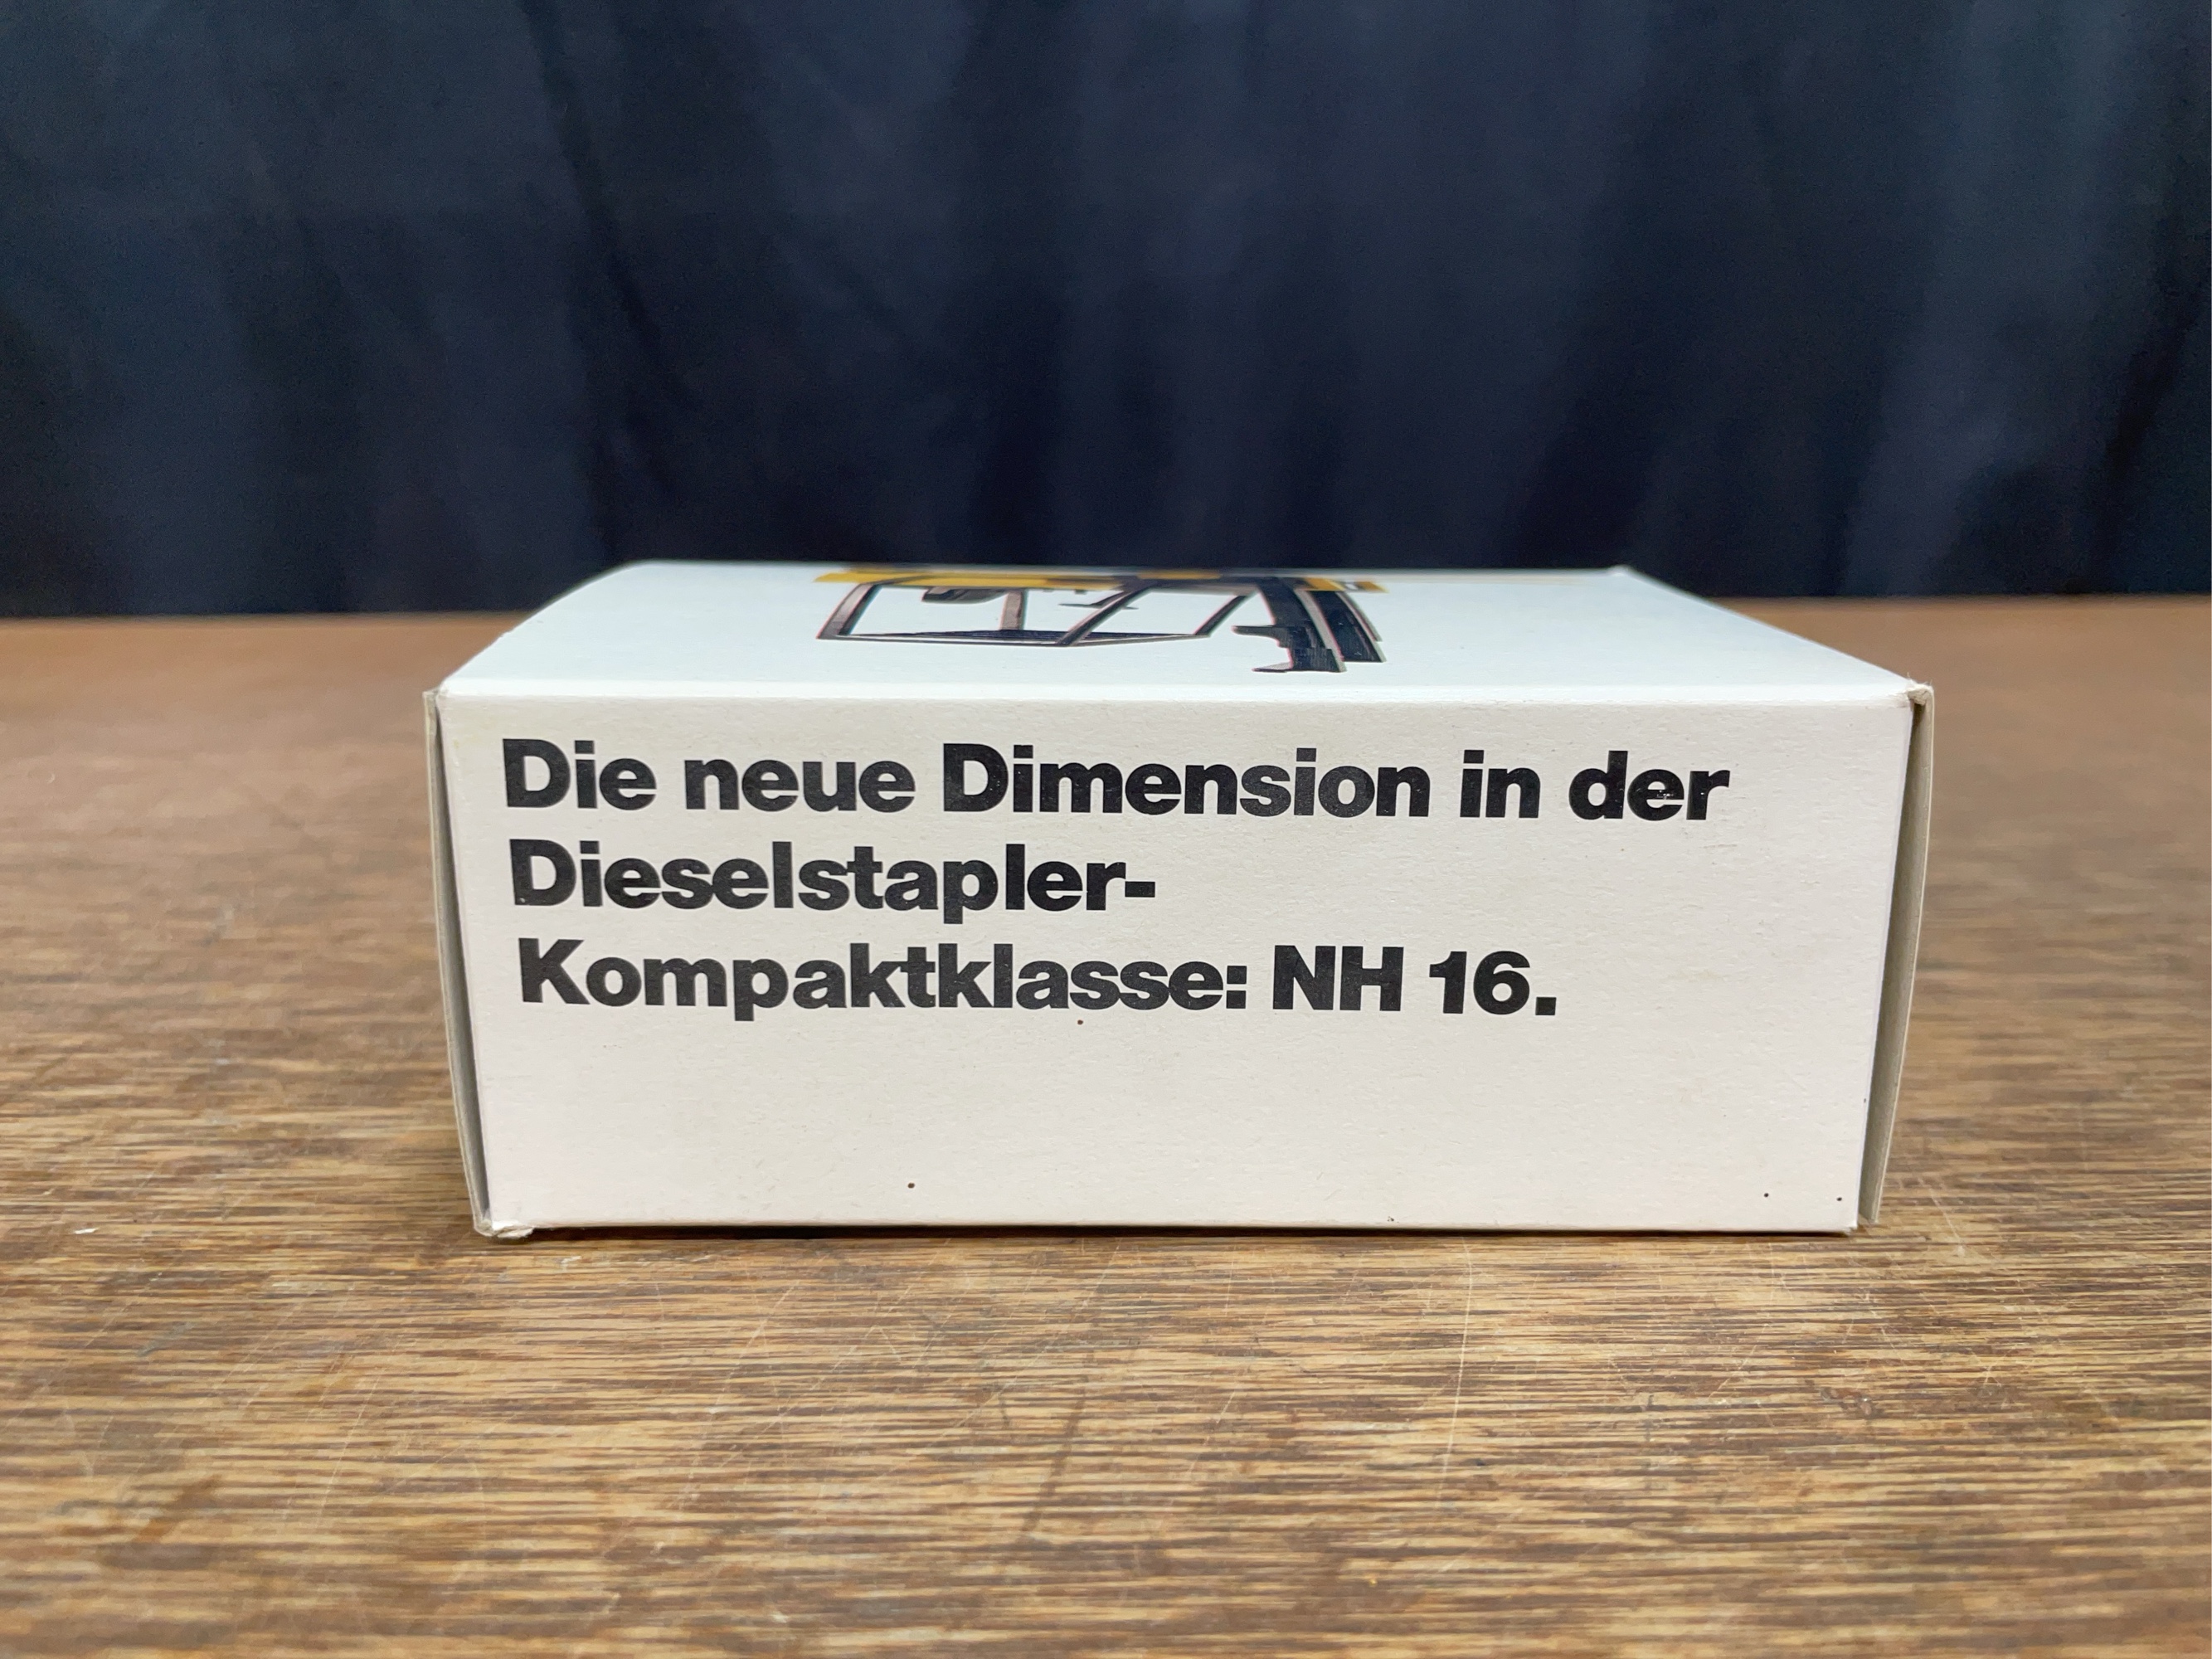 Die neue Dimension in der
Dieselstapler-
Kompaktklasse: NH 16.